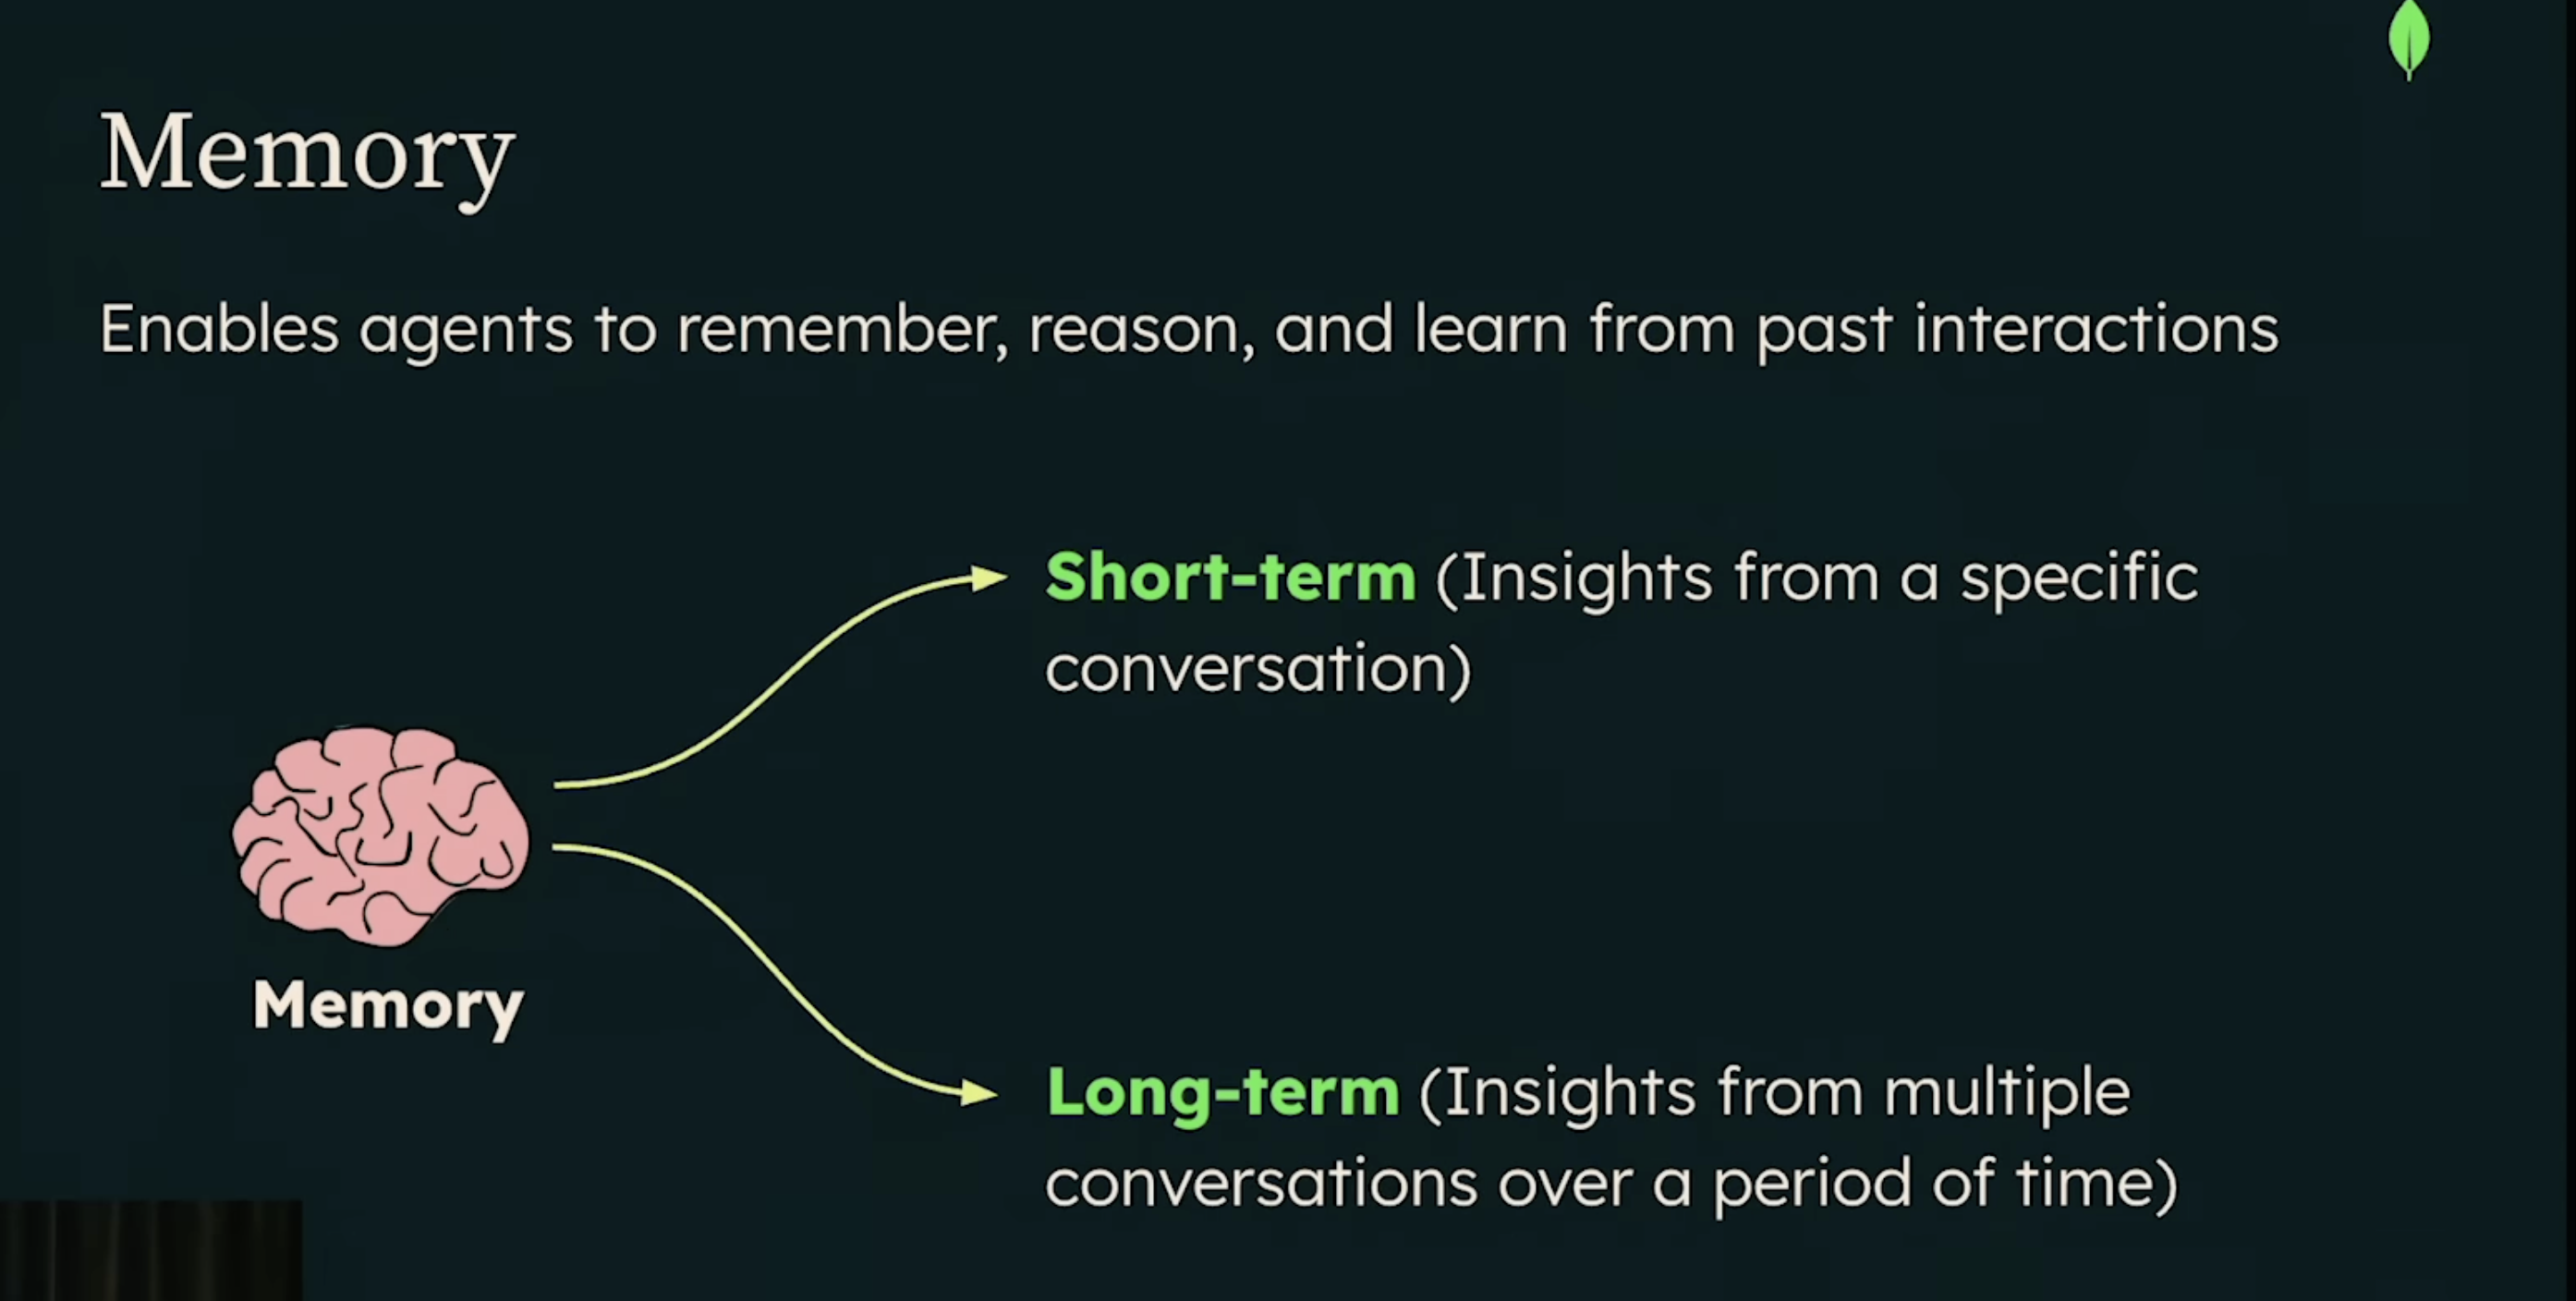 Memory
Enables agents to remember, reason, and learn from past interactions
Short-term (Insights from a specific
conversation)
Memory
Long-term (Insights from multiple
conversations over a period of time)